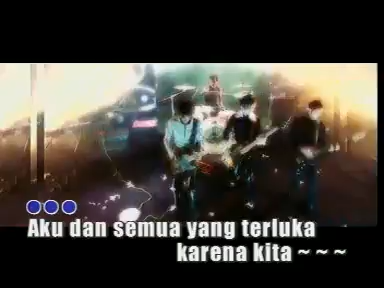 Aku dan semua yang terluka
karena kita ~ ~ ~